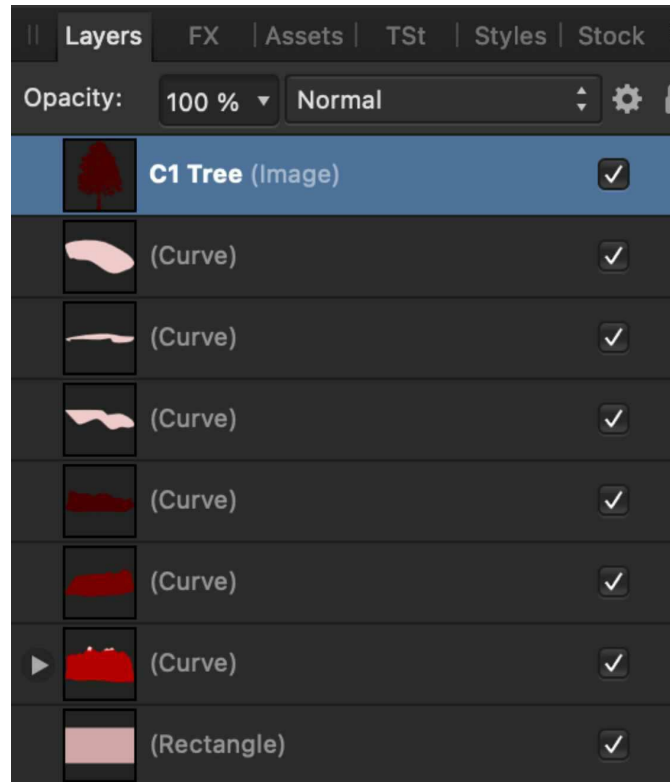 Layers FX Assets TSt Styles Stock
Opacity: 100 % Normal
C1 Tree (Image)
(Curve)
(Curve)
(Curve)
(Curve)
(Curve)
(Curve)
(Rectangle)